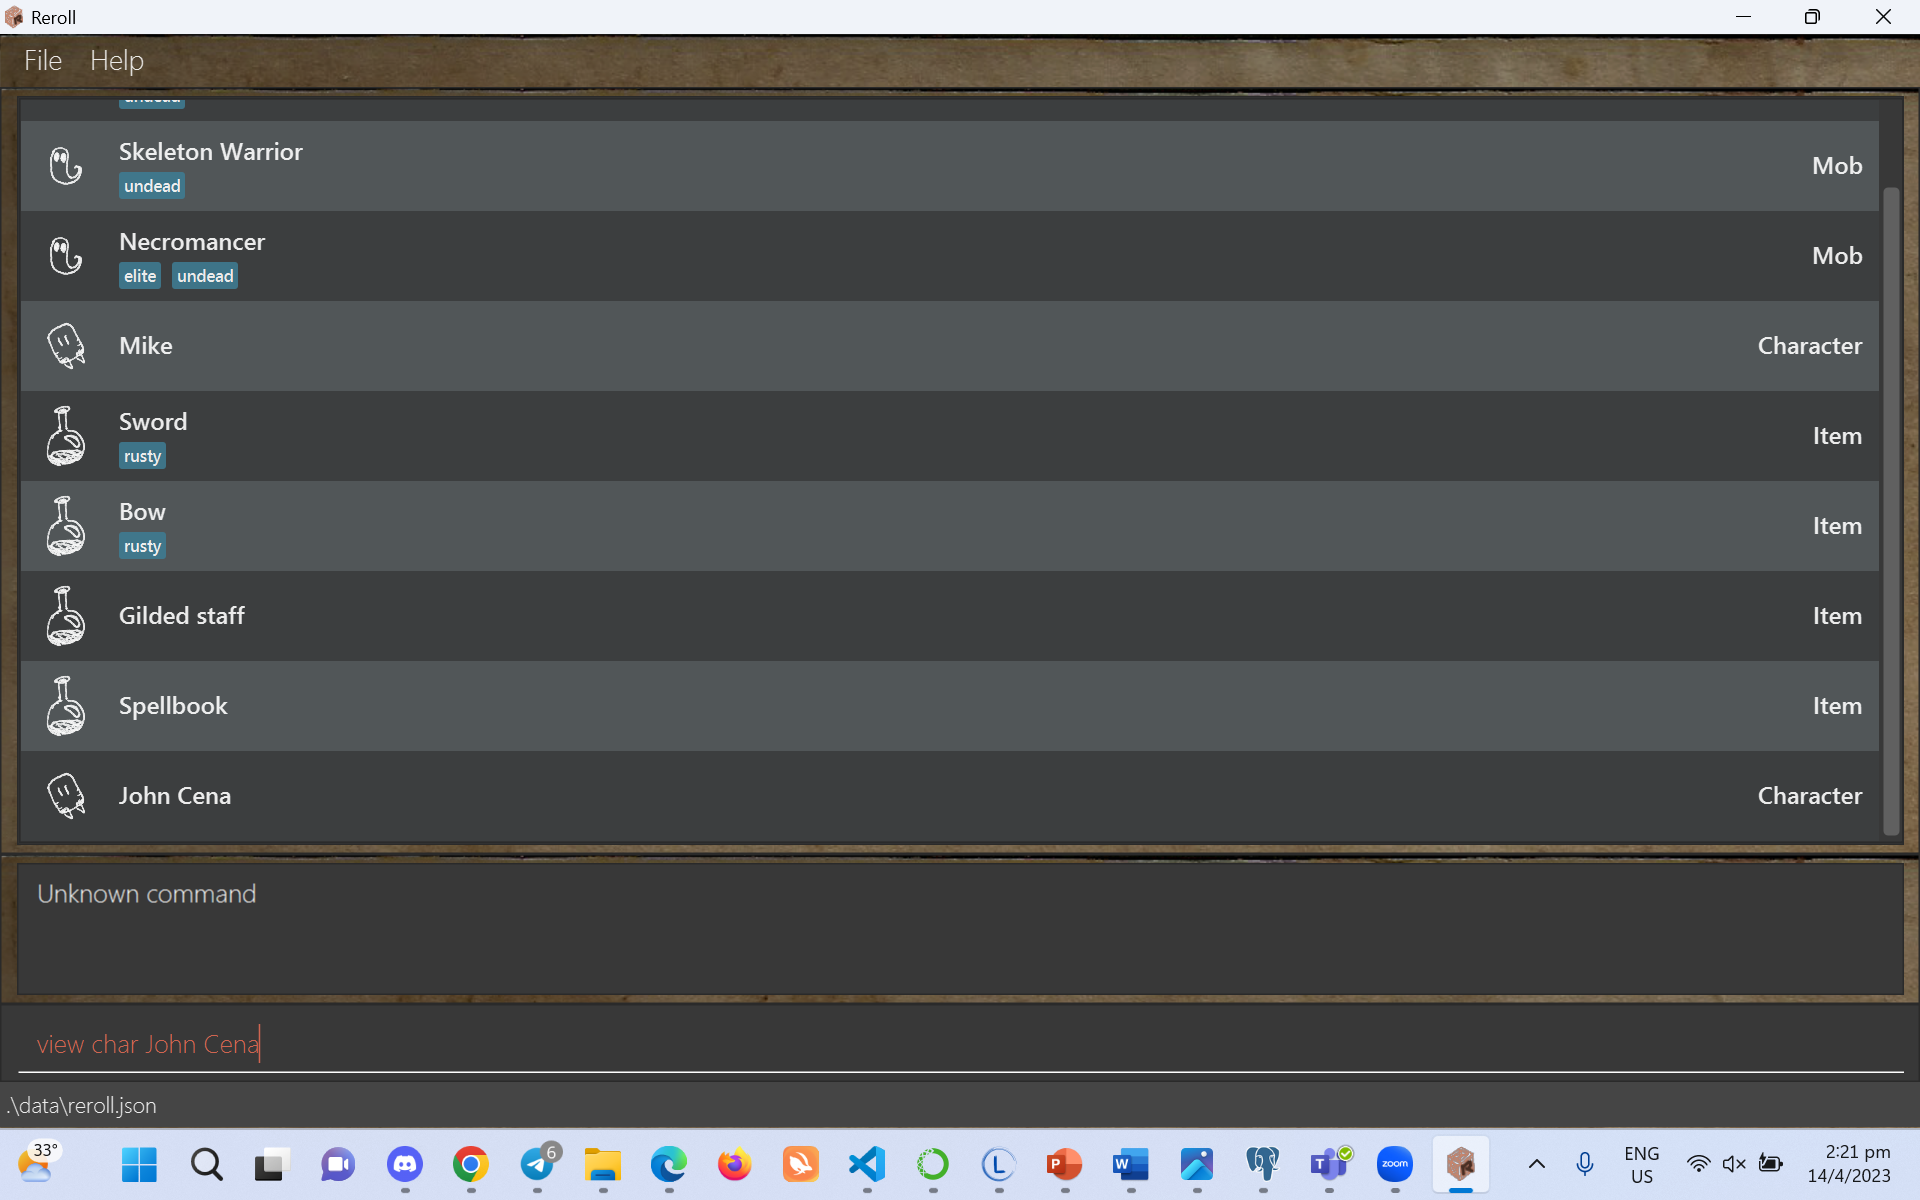 Reroll
File Help
undead
Skeleton Warrior
undead
Mob
Necromancer
elite undead
Mob
Mike
Character
Sword
rusty
Item
Bow
rusty
Item
Gilded staff
Item
Spellbook
Item
John Cena
Character
Unknown command
view char John Cena
.\data\reroll.json
33°
6
L
P
W
T
zoom
ENG
US
2:21 pm
14/4/2023